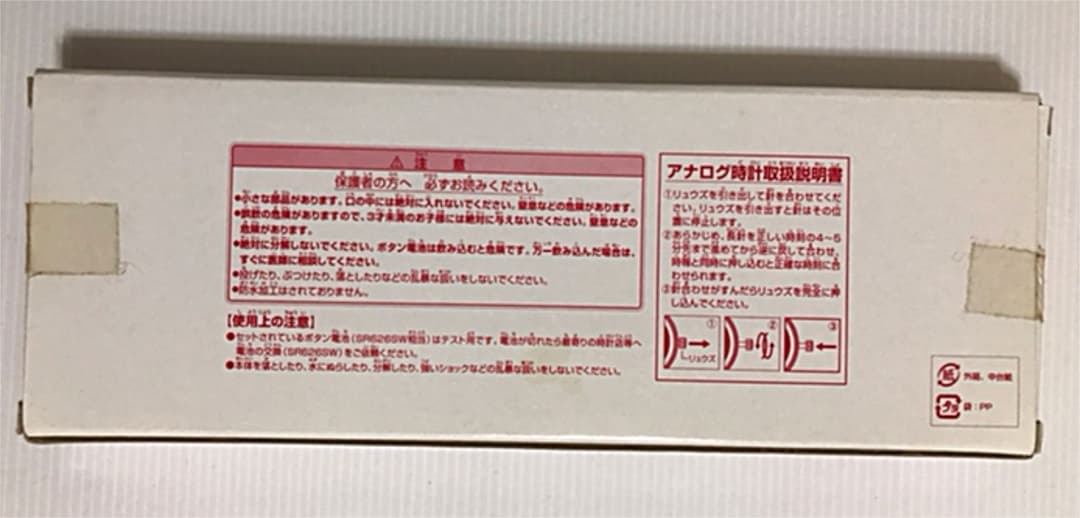 ⚠ 注意
保護者の方へ 必ずお読みください。
●小さな部品があります。口の中には絶対に入れないでください。窒息などの危険があります。
●誤飲の危険がありますので、3才未満のお子様には絶対に与えないでください。窒息などの
危険があります。
●絶対に分解しないでください。ボタン電池は飲み込むと危険です。万一飲み込んだ場合は、
すぐに医師に相談してください。
●投げたり、ぶつけたり、落としたりなどの乱暴な扱いをしないでください。
●防水加工はされておりません。
【使用上の注意】
●セットされているボタン電池(SR626SW相当)はテスト用です。電池が切れたら最寄りの時計店等へ
電池の交換(SR626SW)をご依頼ください。
●本体を落としたり、水にぬらしたり、分解したり、強いショックなどの乱暴な扱いをしないでください。
アナログ時計取扱説明書
①リュウズを引き出して針を合わせてくだ
さい。リュウズを引き出すと針はその位
置に停止します。
②あらかじめ、長針を正しい時刻の4〜5
分先まで進めてから逆に戻して合わせ、
時報と同時に押し込むと正確な時刻に合
わせられます。
③針合わせがすんだらリュウズを完全に押
し込んでください。
① ② ③
リュウズ
紙 外箱、中台紙
プラ 袋：PP